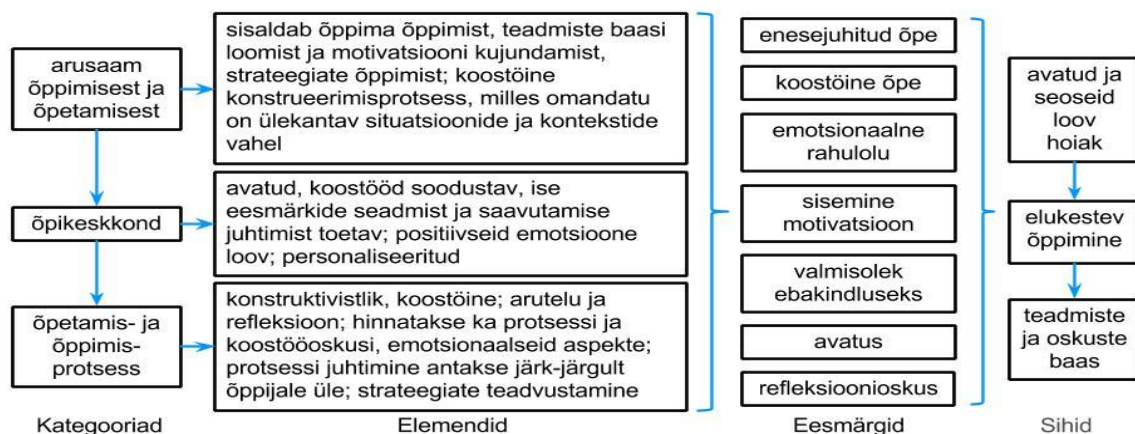 arusaam
õppimisest ja
õpetamisest
sisaldab õppima õppimist, teadmiste baasi
loomist ja motivatsiooni kujundamist,
strateegiate õppimist; koostöine
konstrueerimisprotsess, milles omandatu
on ülekantav situatsioonide ja kontekstide
vahel
õpikeskkond
avatud, koostööd soodustav, ise
eesmärkide seadmist ja saavutamise
juhtimist toetav; positiivseid emotsioone
loov; personaliseeritud
õpetamis- ja
õppimis-
protsess
konstruktivistlik, koostöine; arutelu ja
refleksioon; hinnatakse ka protsessi ja
koostööoskusi, emotsionaalseid aspekte;
protsessi juhtimine antakse järk-järgult
õppijale üle; strateegiate teadvustamine
enesejuhitud õpe
koostöine õpe
emotsionaalne
rahulolu
sisemine
motivatsioon
valmisolek
ebakindluseks
avatus
refleksioonioskus
avatud ja
seoseid
loov
hoiak
elukestev
õppimine
teadmiste
ja oskuste
baas
Kategooriad
Elemendid
Eesmärgid
Sihid